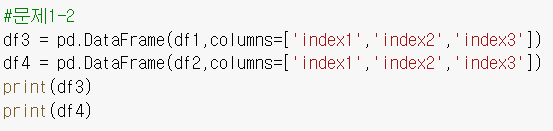 #문제1-2
df3 = pd.DataFrame(df1,columns=['index1','index2','index3'])
df4 = pd.DataFrame(df2,columns=['index1','index2','index3'])
print(df3)
print(df4)